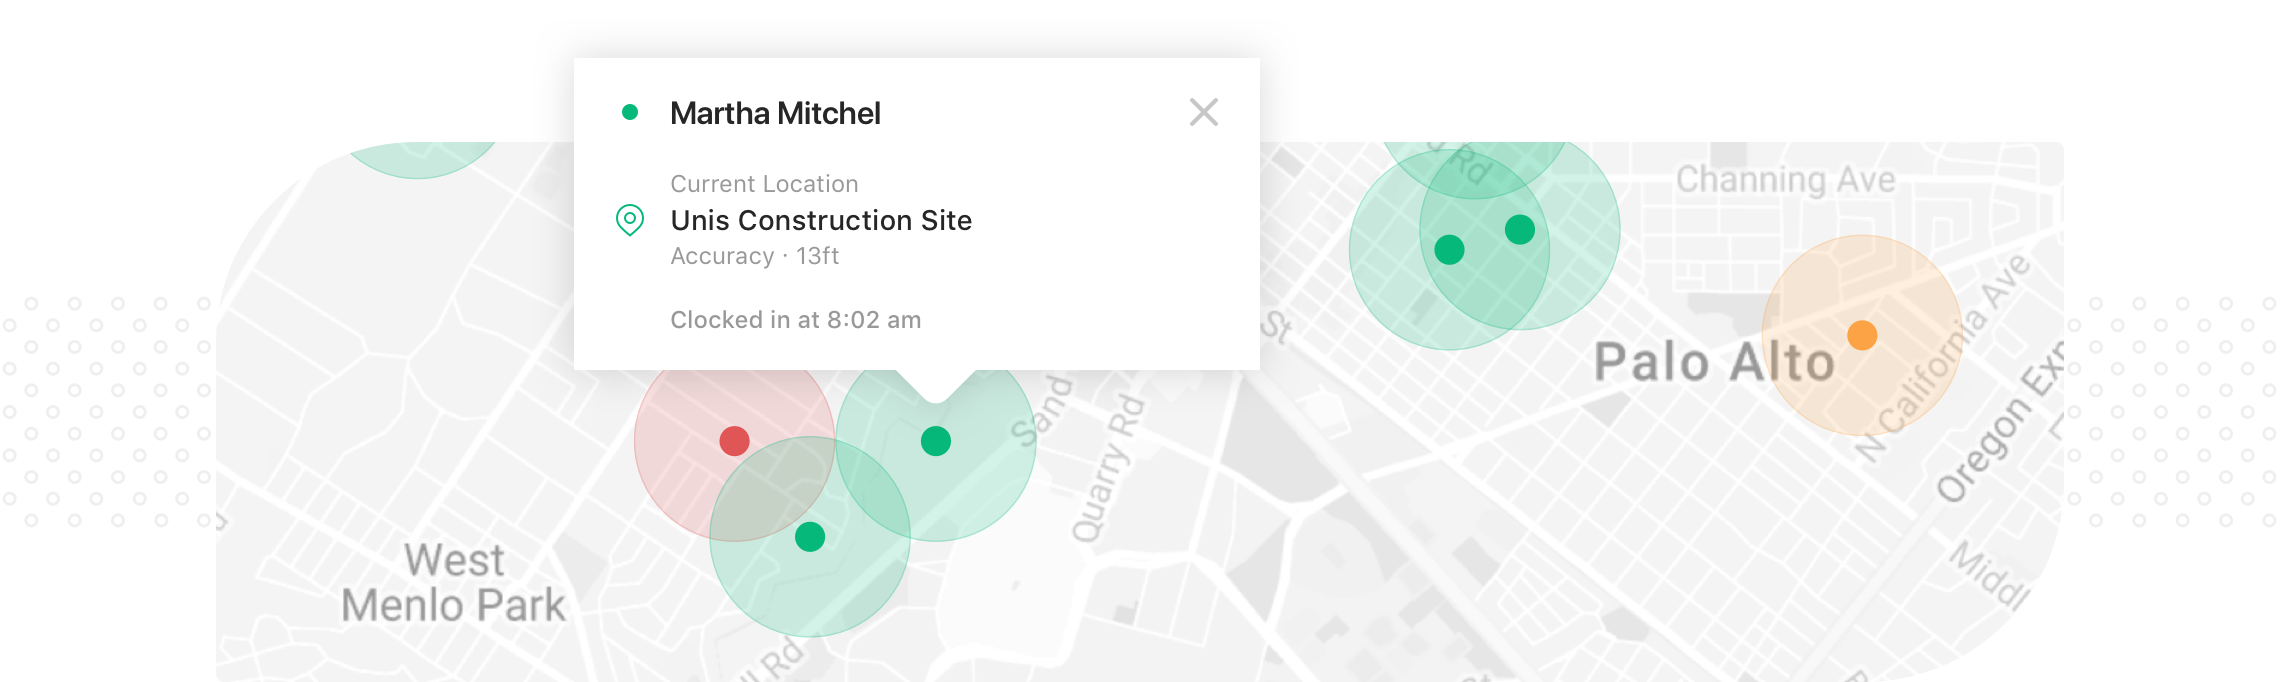 Martha Mitchel
Current Location
Unis Construction Site
Accuracy · 13ft
Clocked in at 8:02 am
Rd
Channing Ave
St
Palo Alto
N California Ave
Oregon Exp
Sand
Quarry Rd
West
Menlo Park
Middl
Rd
St